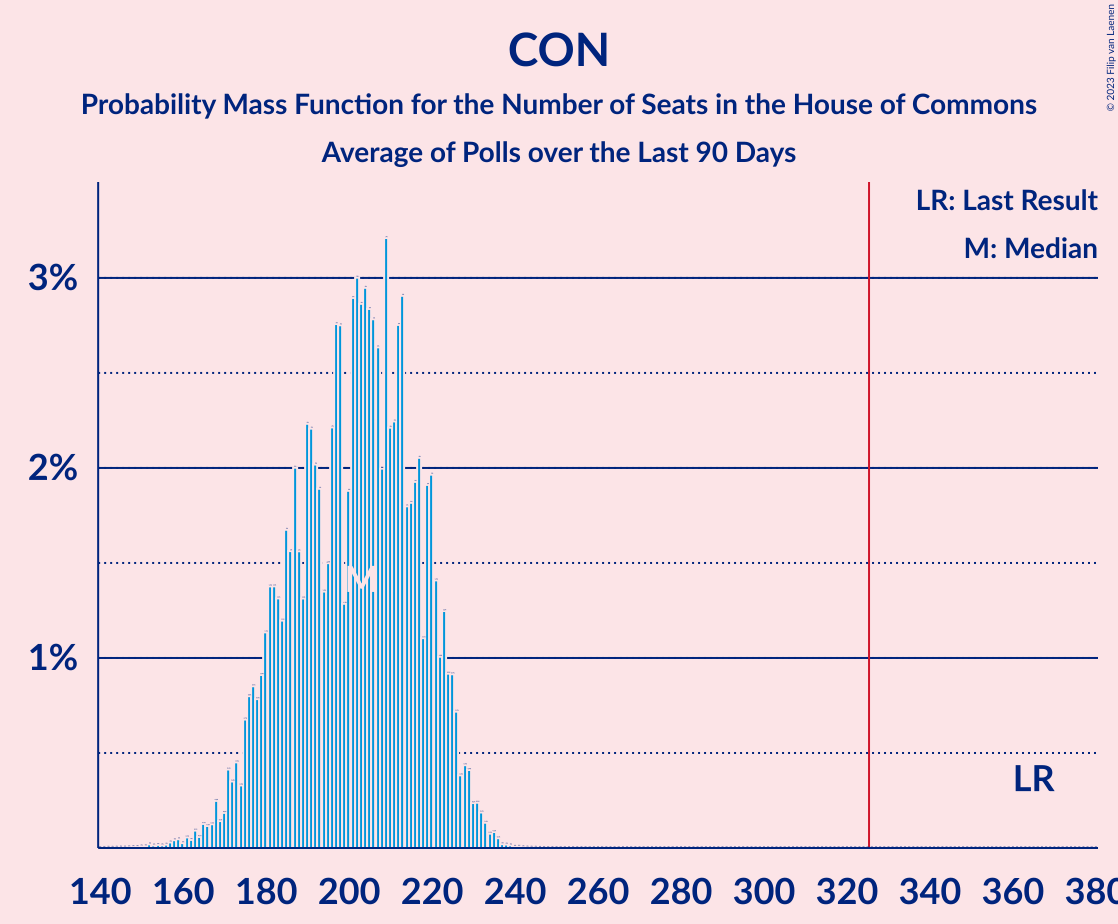 CON
Probability Mass Function for the Number of Seats in the House of Commons
Average of Polls over the Last 90 Days
© 2023 Filip van Laenen
LR: Last Result
M: Median
3%
2%
1%
M
LR
140 160 180 200 220 240 260 280 300 320 340 360 380